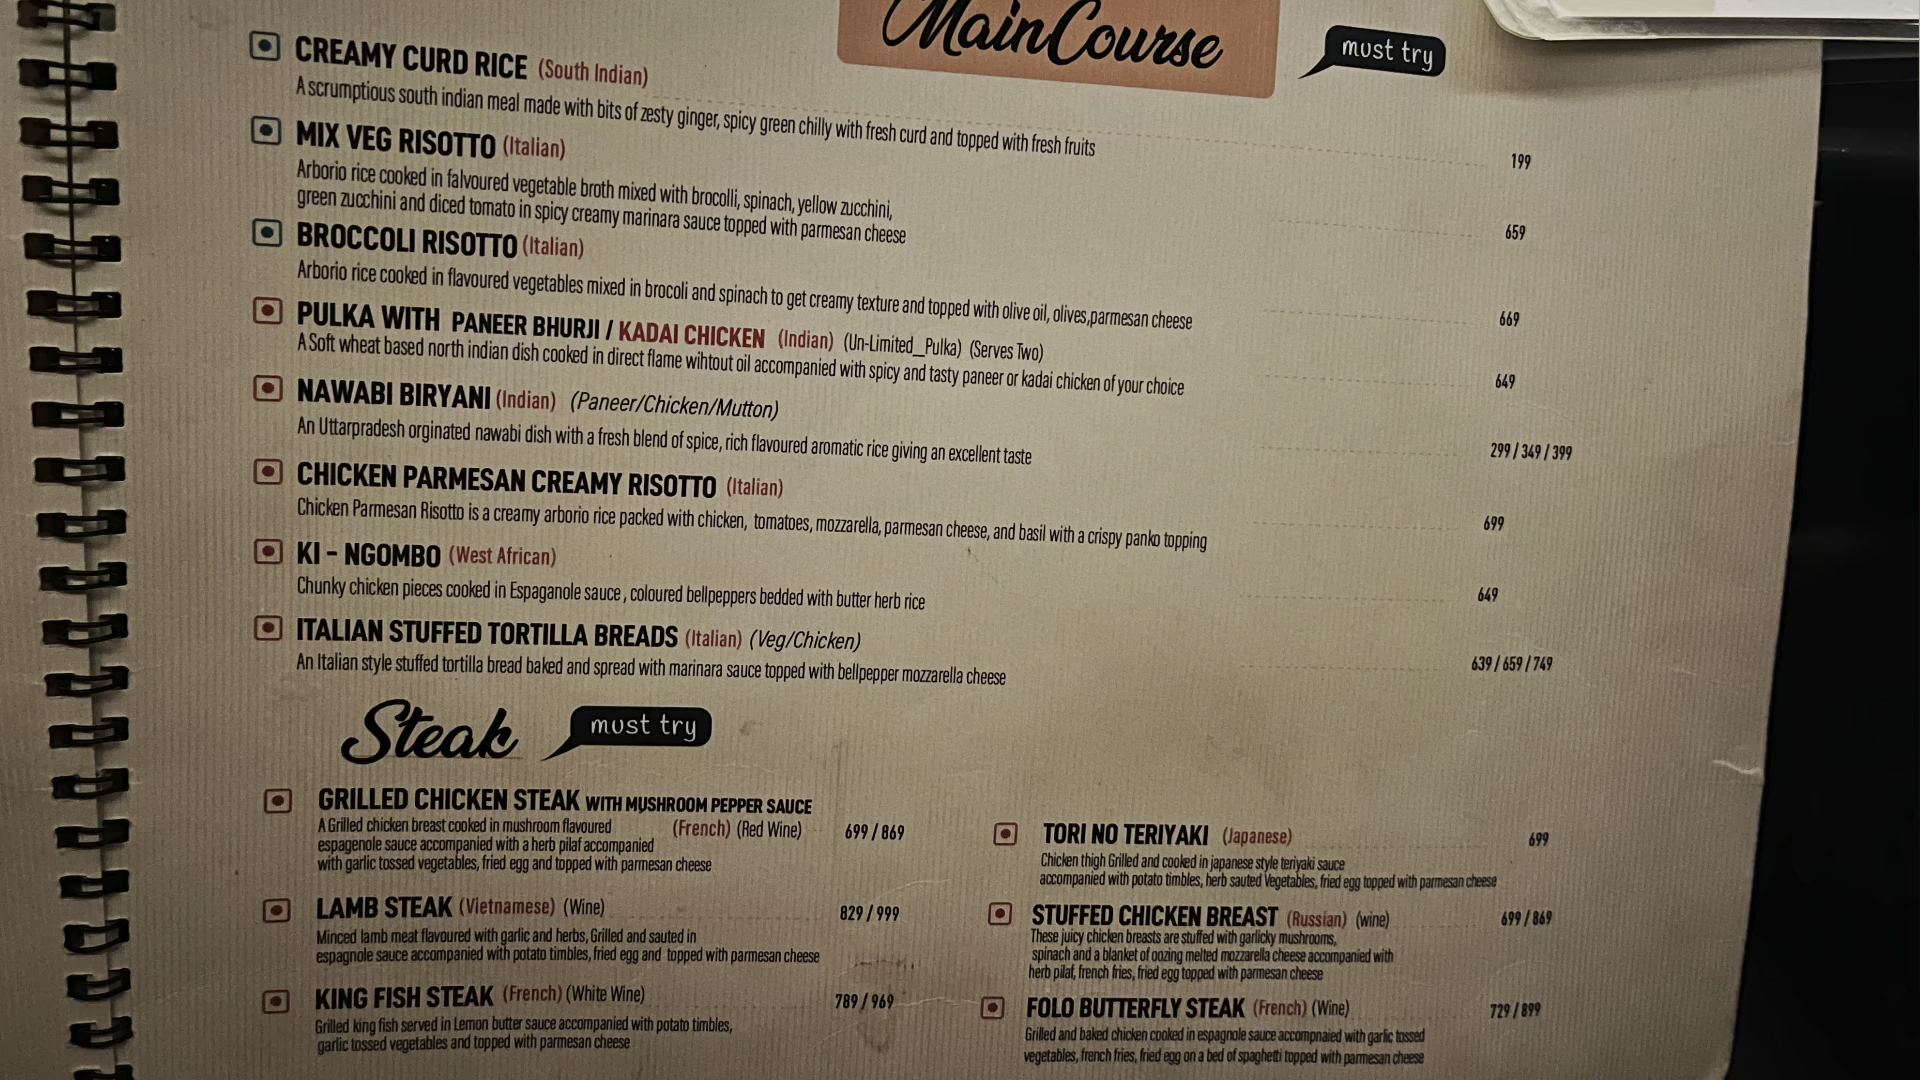 MainCourse
must try
CREAMY CURD RICE (South Indian)
A scrumptious south indian meal made with bits of zesty ginger, spicy green chilly with fresh curd and topped with fresh fruits
199
MIX VEG RISOTTO (Italian)
Arborio rice cooked in falvoured vegetable broth mixed with brocolli, spinach, yellow zucchini,
green zucchini and diced tomato in spicy creamy marinara sauce topped with parmesan cheese
659
BROCCOLI RISOTTO (Italian)
Arborio rice cooked in flavoured vegetables mixed in brocoli and spinach to get creamy texture and topped with olive oil, olives,parmesan cheese
669
PULKA WITH PANEER BHURJI / KADAI CHICKEN (Indian) (Un-Limited_Pulka) (Serves Two)
A Soft wheat based north indian dish cooked in direct flame wihtout oil accompanied with spicy and tasty paneer or kadai chicken of your choice
649
NAWABI BIRYANI (Indian) (Paneer/Chicken/Mutton)
An Uttarpradesh orginated nawabi dish with a fresh blend of spice, rich flavoured aromatic rice giving an excellent taste
299 / 349 / 399
CHICKEN PARMESAN CREAMY RISOTTO (Italian)
Chicken Parmesan Risotto is a creamy arborio rice packed with chicken, tomatoes, mozzarella, parmesan cheese, and basil with a crispy panko topping
699
KI - NGOMBO (West African)
Chunky chicken pieces cooked in Espaganole sauce , coloured bellpeppers bedded with butter herb rice
649
ITALIAN STUFFED TORTILLA BREADS (Italian) (Veg/Chicken)
An Italian style stuffed tortilla bread baked and spread with marinara sauce topped with bellpepper mozzarella cheese
639 / 659 / 749
Steak
must try
GRILLED CHICKEN STEAK WITH MUSHROOM PEPPER SAUCE
(French) (Red Wine) 699 / 869
A Grilled chicken breast cooked in mushroom flavoured
espagenole sauce accompanied with a herb pilaf accompanied
with garlic tossed vegetables, fried egg and topped with parmesan cheese
LAMB STEAK (Vietnamese) (Wine) 829 / 999
Minced lamb meat flavoured with garlic and herbs, Grilled and sauted in
espagnole sauce accompanied with potato timbles, fried egg and topped with parmesan cheese
KING FISH STEAK (French) (White Wine) 789 / 969
Grilled king fish served in Lemon butter sauce accompanied with potato timbles,
garlic tossed vegetables and topped with parmesan cheese
TORI NO TERIYAKI (Japanese) 699
Chicken thigh Grilled and cooked in japanese style teriyaki sauce
accompanied with potato timbles, herb sauted Vegetables, fried egg topped with parmesan cheese
STUFFED CHICKEN BREAST (Russian) (wine) 699 / 869
These juicy chicken breasts are stuffed with garlicky mushrooms,
spinach and a blanket of oozing melted mozzarella cheese accompanied with
herb pilaf, french fries, fried egg topped with parmesan cheese
FOLO BUTTERFLY STEAK (French) (Wine) 729 / 899
Grilled and baked chicken cooked in espagnole sauce accompnaied with garlic tossed
vegetables, french fries, fried egg on a bed of spaghetti topped with parmesan cheese